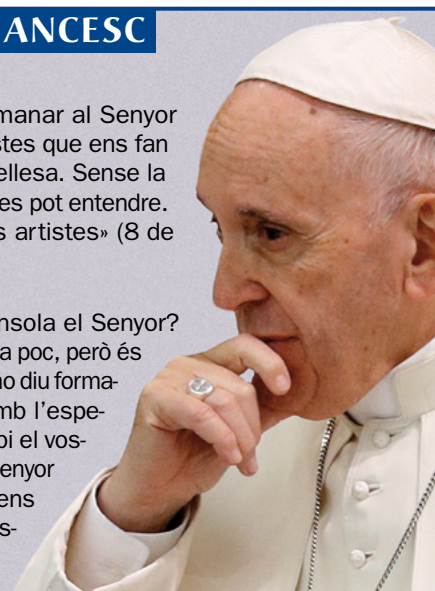 ANCESC
manar al Senyor
stes que ens fan
ellesa. Sense la
es pot entendre.
s artistes» (8 de
nsola el Senyor?
a poc, però és
no diu forma-
mb l'espe-
bi el vos-
enyor
ens
s-